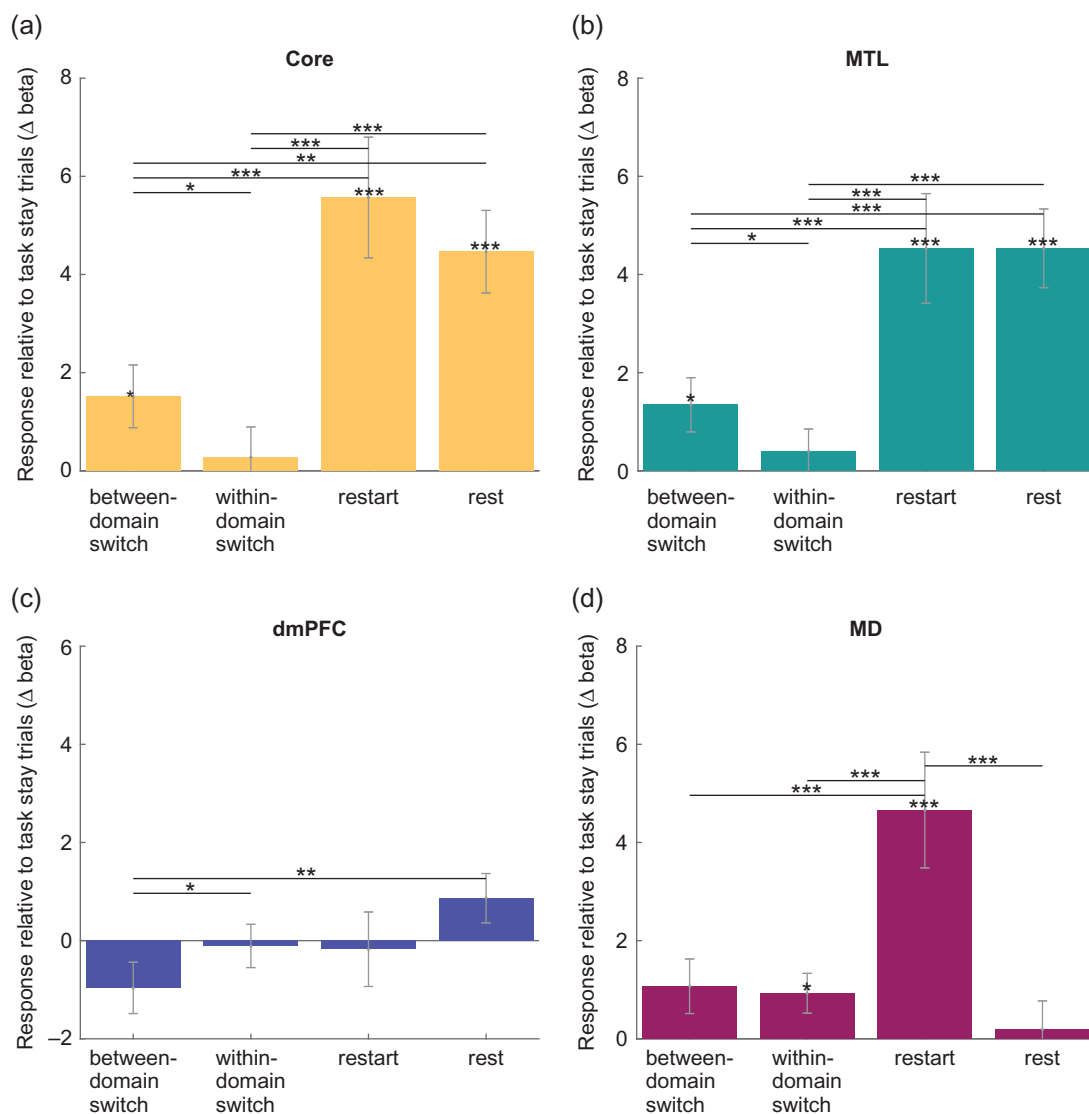 (a)
Core
Response relative to task stay trials (Δ beta)
8
6
4
2
0
***
***
**
***
*
*
***
***
between-
domain
switch
within-
domain
switch
restart
rest
(b)
MTL
Response relative to task stay trials (Δ beta)
8
6
4
2
0
***
***
***
***
*
*
***
***
between-
domain
switch
within-
domain
switch
restart
rest
(c)
dmPFC
Response relative to task stay trials (Δ beta)
6
4
2
0
–2
**
*
between-
domain
switch
within-
domain
switch
restart
rest
(d)
MD
Response relative to task stay trials (Δ beta)
8
6
4
2
0
***
***
***
***
*
between-
domain
switch
within-
domain
switch
restart
rest